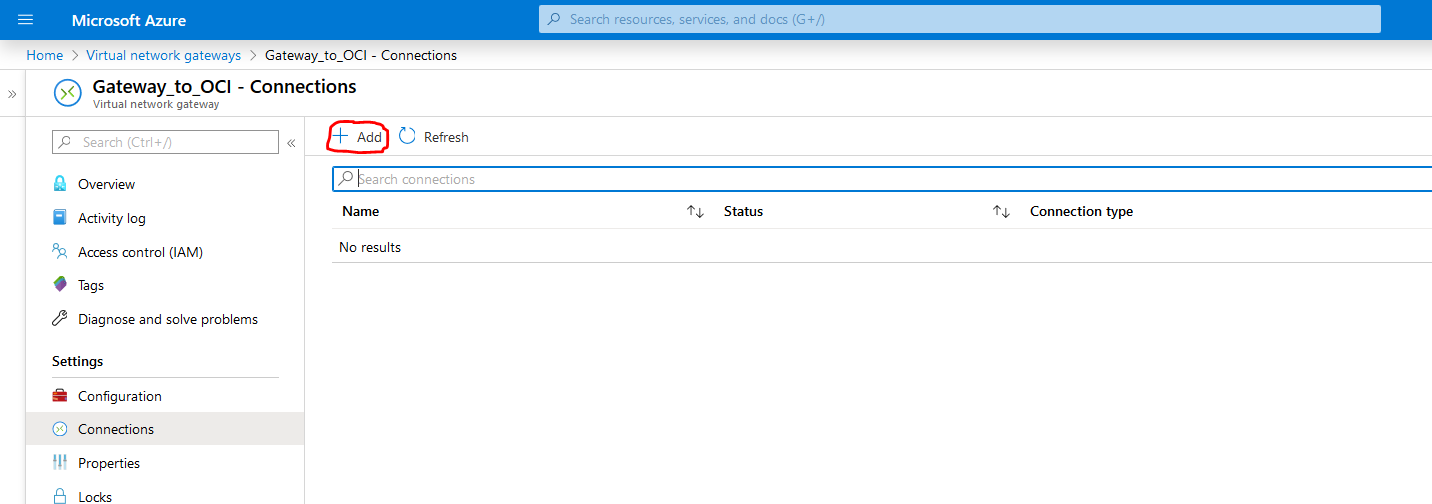 Microsoft Azure
Search resources, services, and docs (G+/)
Home > Virtual network gateways > Gateway_to_OCI - Connections
Gateway_to_OCI - Connections
Virtual network gateway
Search (Ctrl+/)
Overview
Activity log
Access control (IAM)
Tags
Diagnose and solve problems
Settings
Configuration
Connections
Properties
Locks
Add Refresh
Search connections
Name Status Connection type
No results